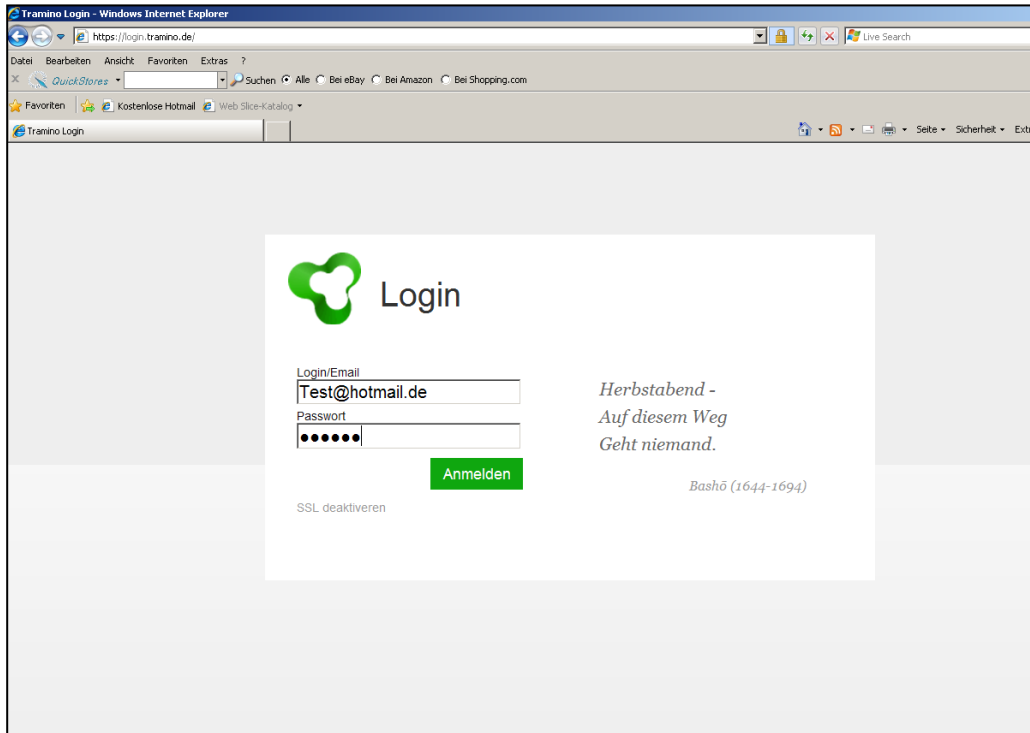 Tramino Login - Windows Internet Explorer
https://login.tramino.de/
Live Search
Datei Bearbeiten Ansicht Favoriten Extras ?
X QuickStores Suchen Alle Bei eBay Bei Amazon Bei Shopping.com
Favoriten Kostenlose Hotmail Web Slice-Katalog
Tramino Login
Seite Sicherheit Extr
Login
Login/Email
Test@hotmail.de
Passwort
••••••
Anmelden
SSL deaktiveren
Herbstabend -
Auf diesem Weg
Geht niemand.
Bashō (1644-1694)